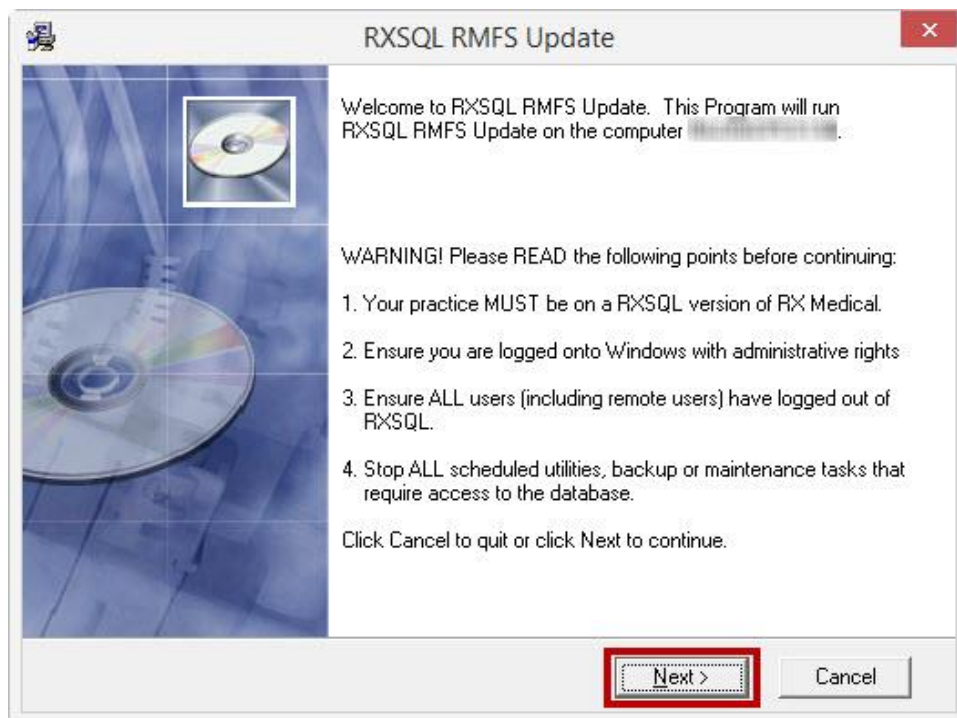 RXSQL RMFS Update
Welcome to RXSQL RMFS Update. This Program will run
RXSQL RMFS Update on the computer .
WARNING! Please READ the following points before continuing:
1. Your practice MUST be on a RXSQL version of RX Medical.
2. Ensure you are logged onto Windows with administrative rights
3. Ensure ALL users (including remote users) have logged out of
RXSQL.
4. Stop ALL scheduled utilities, backup or maintenance tasks that
require access to the database.
Click Cancel to quit or click Next to continue.
Next >
Cancel